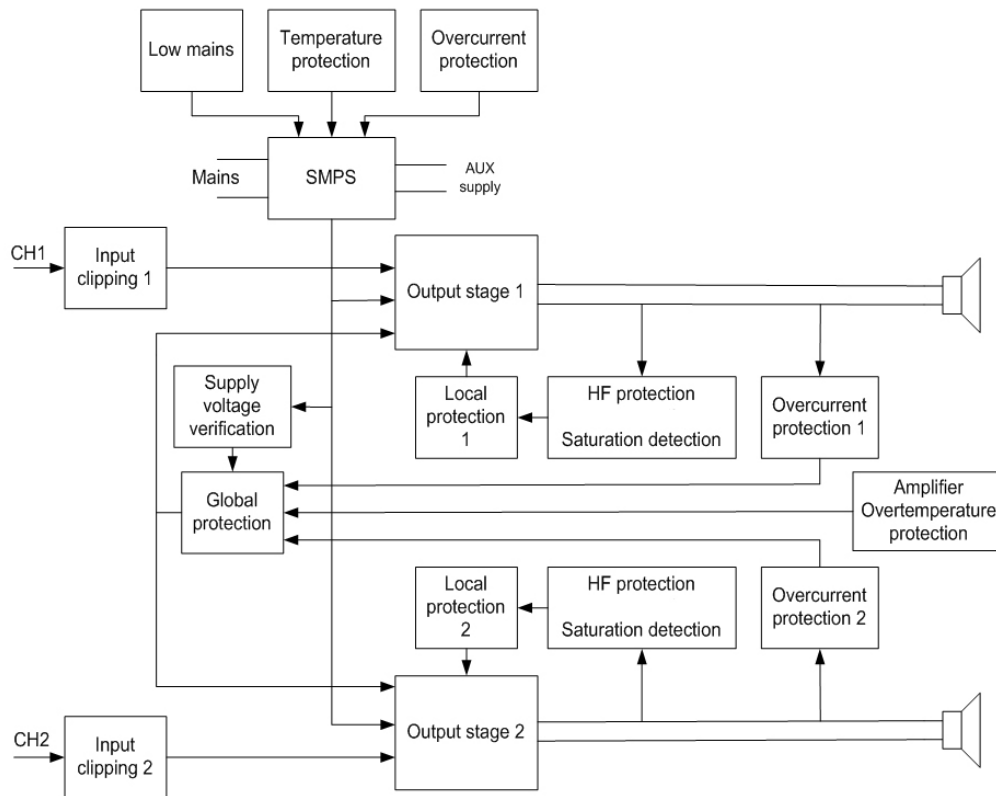 Low mains
Temperature
protection
Overcurrent
protection
Mains
SMPS
AUX
supply
CH1
Input
clipping 1
Output stage 1
Supply
voltage
verification
Local
protection
1
HF protection
Saturation detection
Overcurrent
protection 1
Global
protection
Amplifier
Overtemperature
protection
Local
protection
2
HF protection
Saturation detection
Overcurrent
protection 2
CH2
Input
clipping 2
Output stage 2